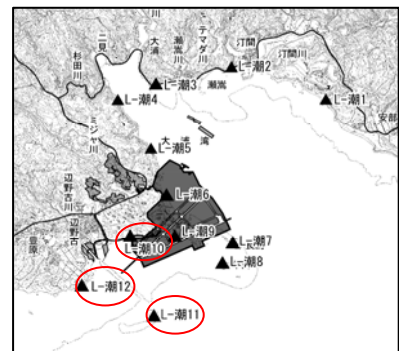 二見
杉田川
大浦川
瀬嵩川
テマダ川
汀間
汀間川
安部
L-潮2
L-潮3
瀬嵩
L-潮4
L-潮1
ミジャ川
大浦湾
L-潮5
辺野古川
辺野古
豊原
L-潮6
L-潮9
L-潮10
L-潮7
L-潮8
L-潮12
L-潮11